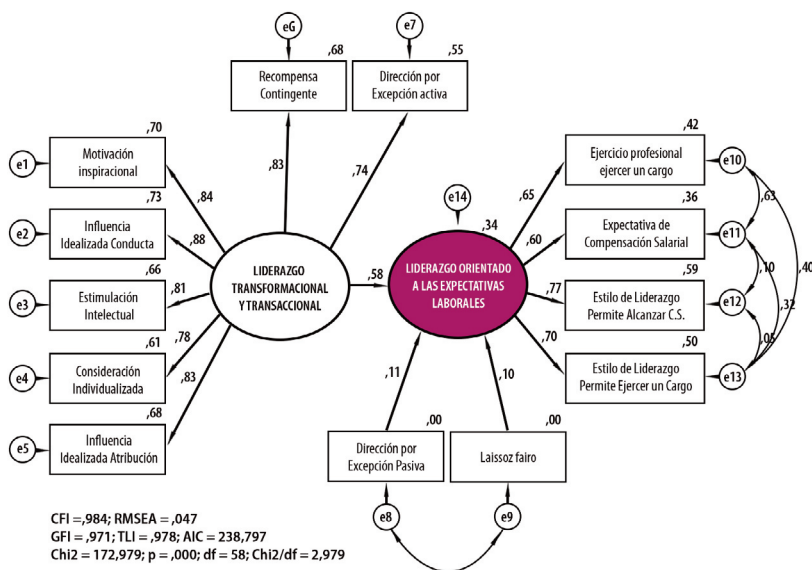 eG
e7
,68
,55
Recompensa
Contingente
Dirección por
Excepción activa
,70
,42
e1
Motivación
inspiracional
Ejercicio profesional
ejercer un cargo
e10
,83
,74
,84
,65
,63
e14
,73
,36
e2
Influencia
Idealizada Conducta
,88
,34
,60
Expectativa de
Compensación Salarial
e11
,66
,59
e3
Estimulación
Intelectual
,81
LIDERAZGO
TRANSFORMACIONAL
Y TRANSACCIONAL
,58
LIDERAZGO ORIENTADO
A LAS EXPECTATIVAS
LABORALES
,77
Estilo de Liderazgo
Permite Alcanzar C.S.
e12
,10
,40
,32
,61
,78
,70
,50
,05
e4
Consideración
Individualizada
Estilo de Liderazgo
Permite Ejercer un Cargo
e13
,83
,11
,10
,68
,00
,00
e5
Influencia
Idealizada Atribución
Dirección por
Excepción Pasiva
Laissoz fairo
e8
e9
CFI =,984; RMSEA = ,047
GFI = ,971; TLI = ,978; AIC = 238,797
Chi2 = 172,979; p = ,000; df = 58; Chi2/df = 2,979